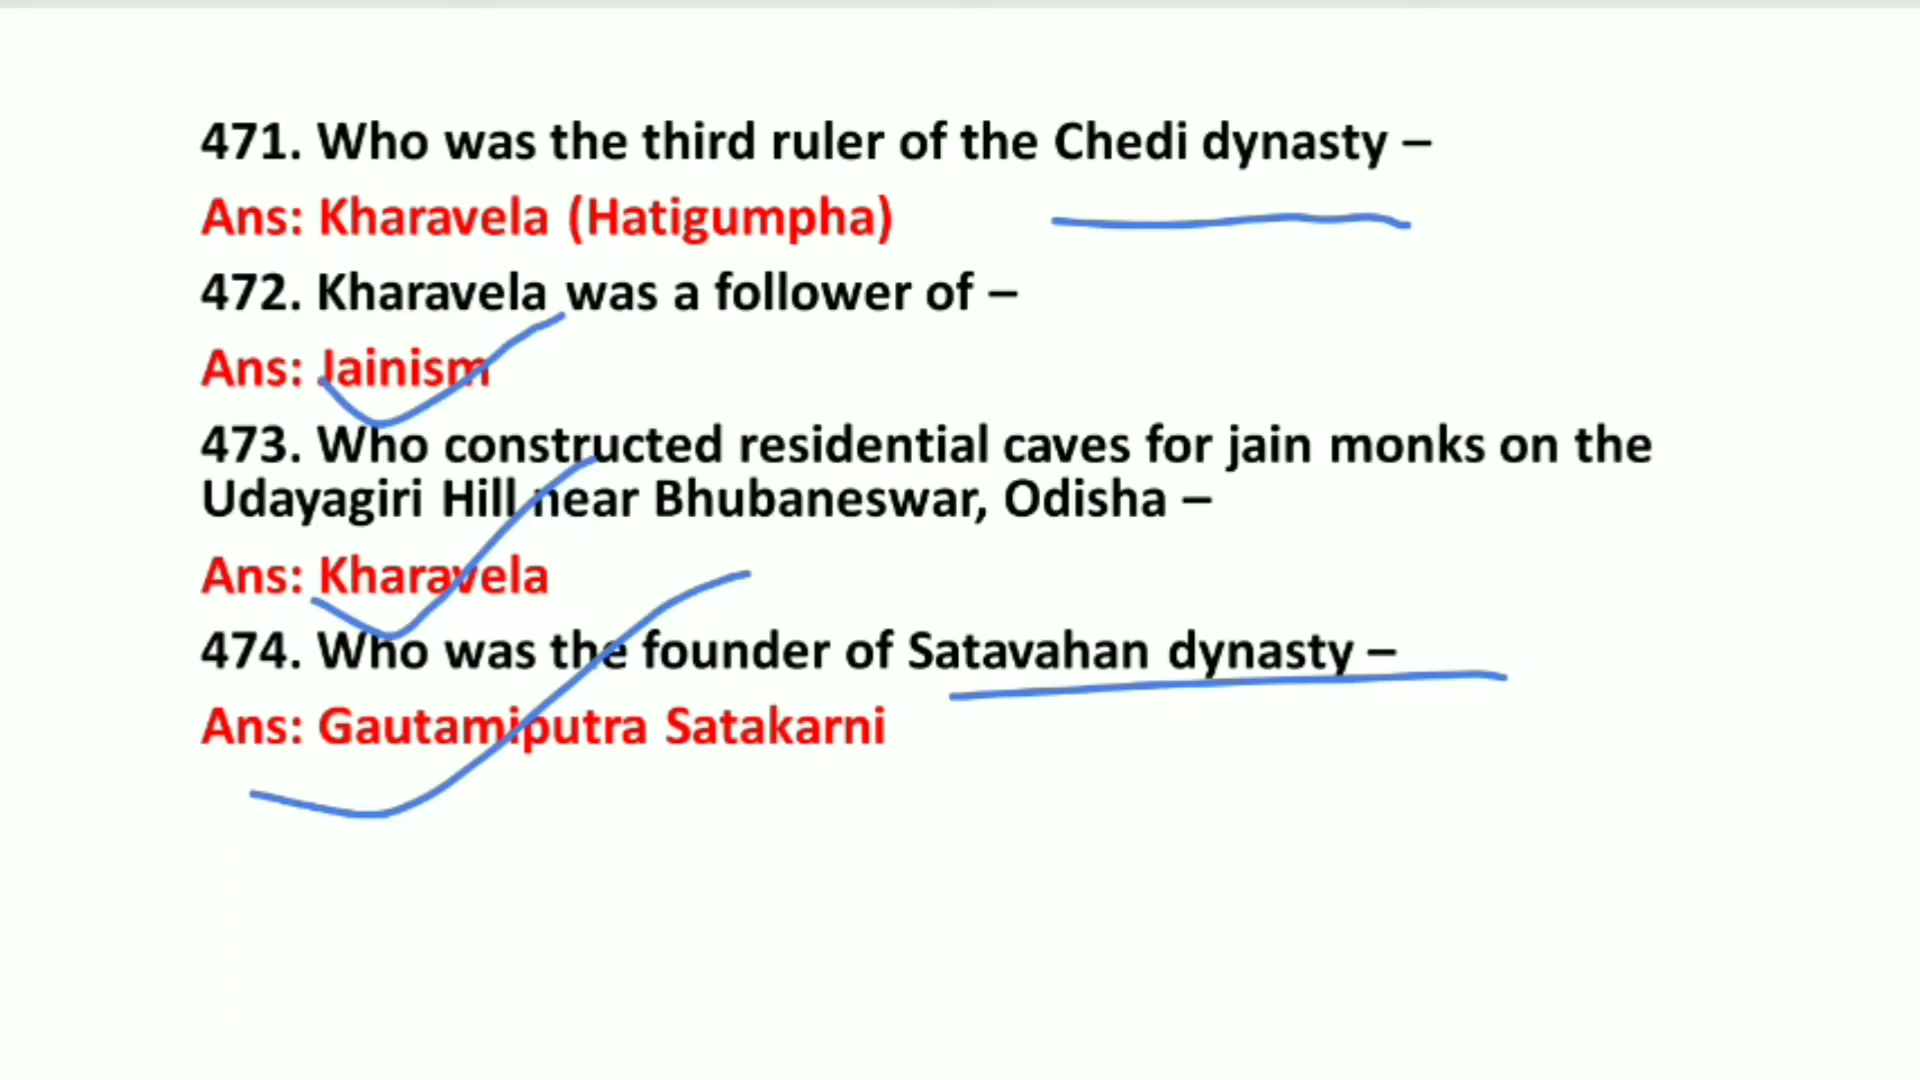 471. Who was the third ruler of the Chedi dynasty –
Ans: Kharavela (Hatigumpha)
472. Kharavela was a follower of –
Ans: Jainism
473. Who constructed residential caves for jain monks on the
Udayagiri Hill near Bhubaneswar, Odisha –
Ans: Kharavela
474. Who was the founder of Satavahan dynasty –
Ans: Gautamiputra Satakarni